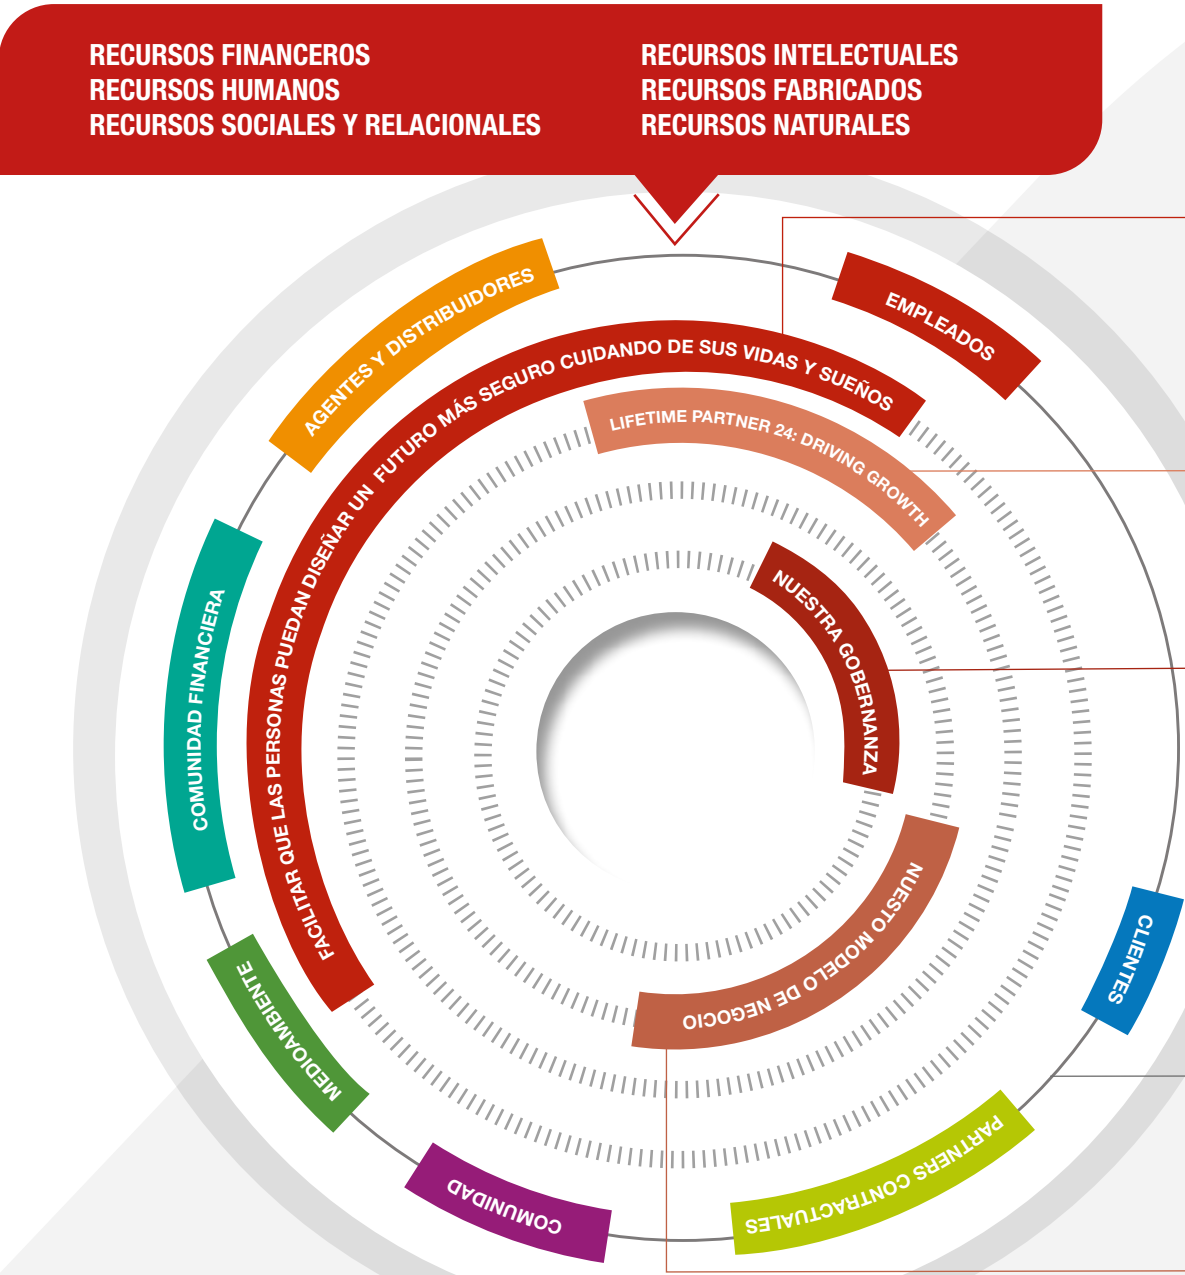 RECURSOS FINANCEROS
RECURSOS HUMANOS
RECURSOS SOCIALES Y RELACIONALES
RECURSOS INTELECTUALES
RECURSOS FABRICADOS
RECURSOS NATURALES
AGENTES Y DISTRIBUIDORES
EMPLEADOS
FACILITAR QUE LAS PERSONAS PUEDAN DISEÑAR UN FUTURO MÁS SEGURO CUIDANDO DE SUS VIDAS Y SUEÑOS
LIFETIME PARTNER 24: DRIVING GROWTH
NUESTRA GOBERNANZA
COMUNIDAD FINANCIERA
NUESTO MODELO DE NEGOCIO
CLIENTES
MEDIOAMBIENTE
PARTNERS CONTRACTUALES
COMUNIDAD